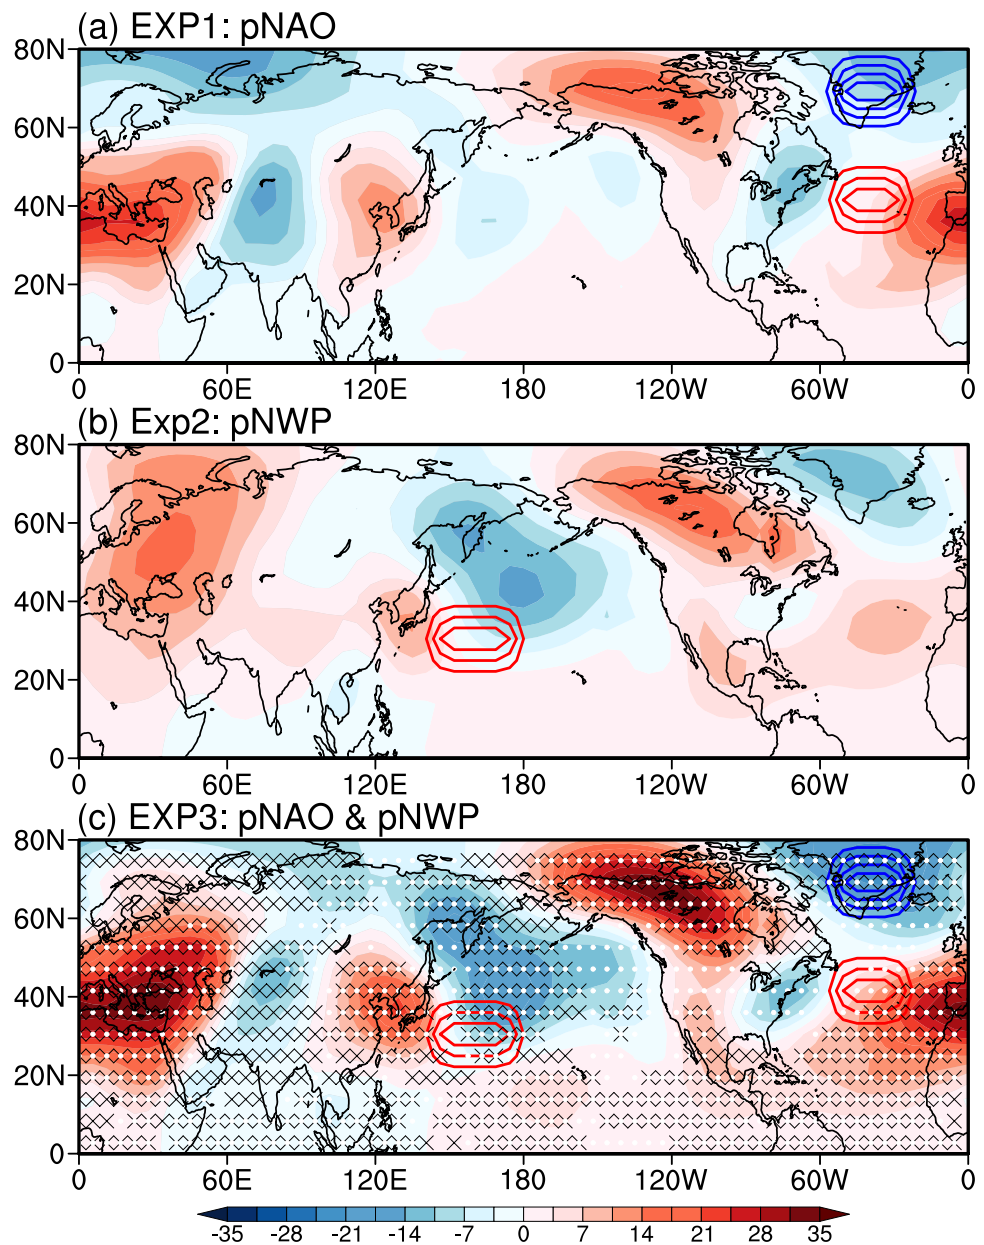 (a) EXP1: pNAO
80N
60N
40N
20N
0
0 60E 120E 180 120W 60W 0
(b) Exp2: pNWP
80N
60N
40N
20N
0
0 60E 120E 180 120W 60W 0
(c) EXP3: pNAO & pNWP
80N
60N
40N
20N
0
0 60E 120E 180 120W 60W 0
-35 -28 -21 -14 -7 0 7 14 21 28 35